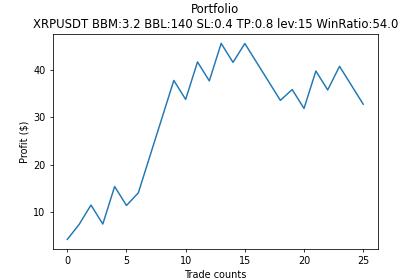 Portfolio
XRPUSDT BBM:3.2 BBL:140 SL:0.4 TP:0.8 lev:15 WinRatio:54.0
Profit ($)
40
30
20
10
0 5 10 15 20 25
Trade counts